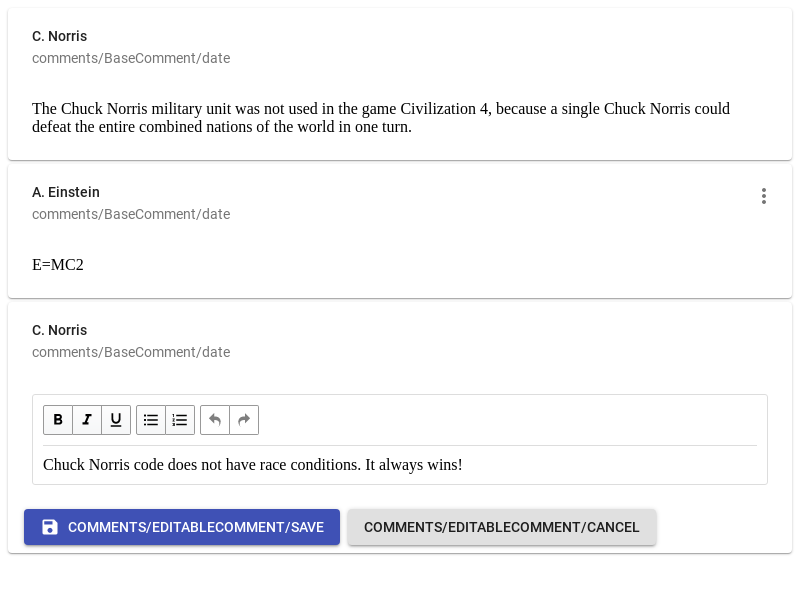 C. Norris
comments/BaseComment/date
The Chuck Norris military unit was not used in the game Civilization 4, because a single Chuck Norris could
defeat the entire combined nations of the world in one turn.
A. Einstein
comments/BaseComment/date
E=MC2
C. Norris
comments/BaseComment/date
B I U
Chuck Norris code does not have race conditions. It always wins!
COMMENTS/EDITABLECOMMENT/SAVE COMMENTS/EDITABLECOMMENT/CANCEL